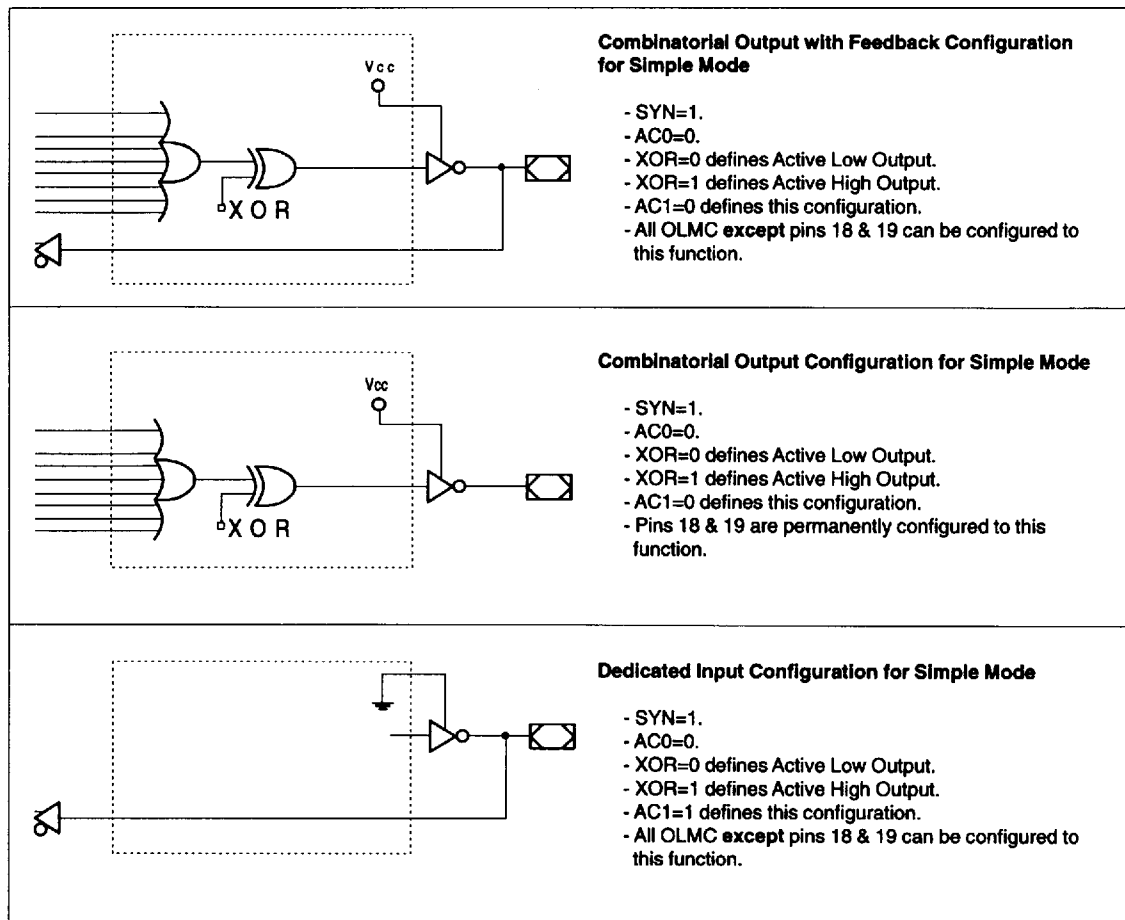 Combinatorial Output with Feedback Configuration
for Simple Mode
Vcc
- SYN=1.
- AC0=0.
- XOR=0 defines Active Low Output.
- XOR=1 defines Active High Output.
- AC1=0 defines this configuration.
- All OLMC except pins 18 & 19 can be configured to
this function.
X O R
Combinatorial Output Configuration for Simple Mode
Vcc
- SYN=1.
- AC0=0.
- XOR=0 defines Active Low Output.
- XOR=1 defines Active High Output.
- AC1=0 defines this configuration.
- Pins 18 & 19 are permanently configured to this
function.
X O R
Dedicated Input Configuration for Simple Mode
- SYN=1.
- AC0=0.
- XOR=0 defines Active Low Output.
- XOR=1 defines Active High Output.
- AC1=1 defines this configuration.
- All OLMC except pins 18 & 19 can be configured to
this function.